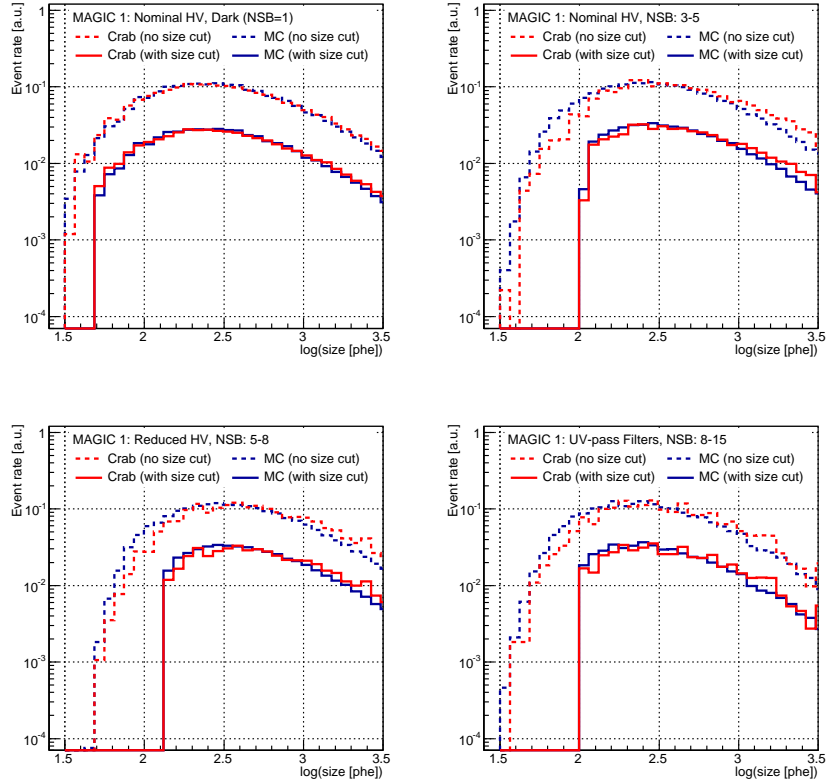 MAGIC 1: Nominal HV, Dark (NSB=1)
Crab (no size cut) MC (no size cut)
Crab (with size cut) MC (with size cut)
Event rate [a.u.]
1
10^-1
10^-2
10^-3
10^-4
1.5 2 2.5 3 3.5
log(size [phe])
MAGIC 1: Nominal HV, NSB: 3-5
Crab (no size cut) MC (no size cut)
Crab (with size cut) MC (with size cut)
Event rate [a.u.]
1
10^-1
10^-2
10^-3
10^-4
1.5 2 2.5 3 3.5
log(size [phe])
MAGIC 1: Reduced HV, NSB: 5-8
Crab (no size cut) MC (no size cut)
Crab (with size cut) MC (with size cut)
Event rate [a.u.]
1
10^-1
10^-2
10^-3
10^-4
1.5 2 2.5 3 3.5
log(size [phe])
MAGIC 1: UV-pass Filters, NSB: 8-15
Crab (no size cut) MC (no size cut)
Crab (with size cut) MC (with size cut)
Event rate [a.u.]
1
10^-1
10^-2
10^-3
10^-4
1.5 2 2.5 3 3.5
log(size [phe])